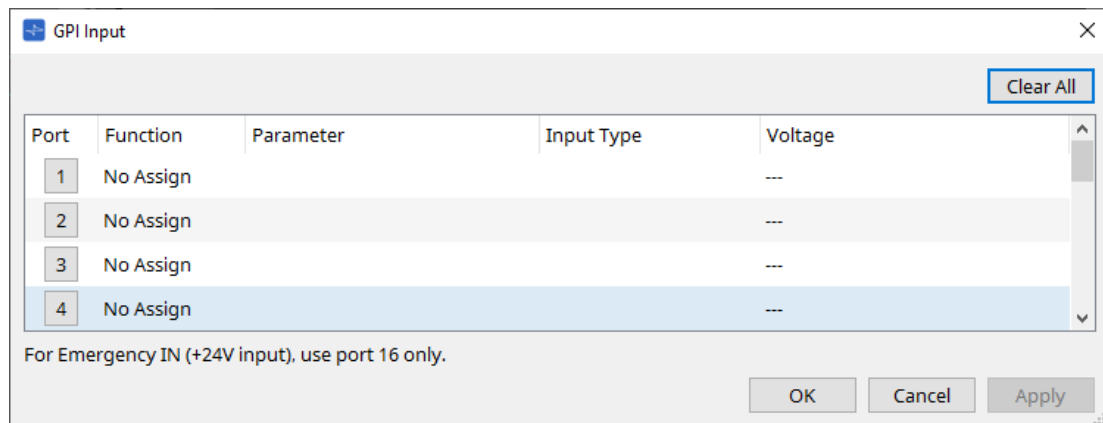 GPI Input
Clear All
Port Function Parameter Input Type Voltage
1 No Assign ---
2 No Assign ---
3 No Assign ---
4 No Assign ---
For Emergency IN (+24V input), use port 16 only.
OK Cancel Apply